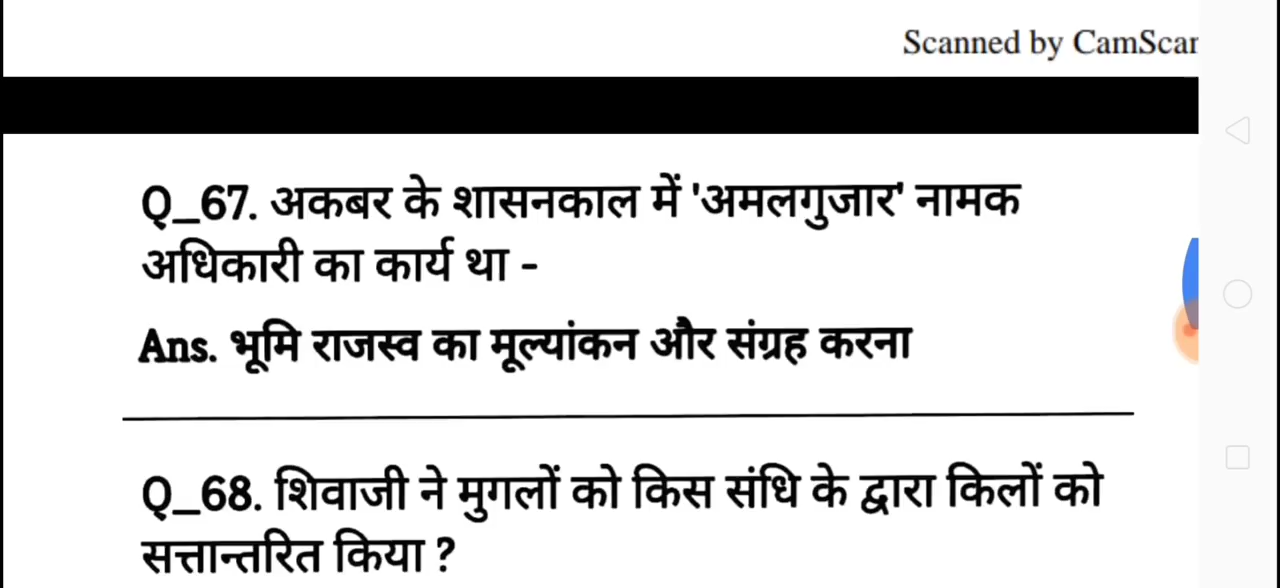 Scanned by CamScar
Q_67. अकबर के शासनकाल में 'अमलगुजार' नामक
अधिकारी का कार्य था -
Ans. भूमि राजस्व का मूल्यांकन और संग्रह करना
Q_68. शिवाजी ने मुगलों को किस संधि के द्वारा किलों को
सत्तान्तरित किया ?